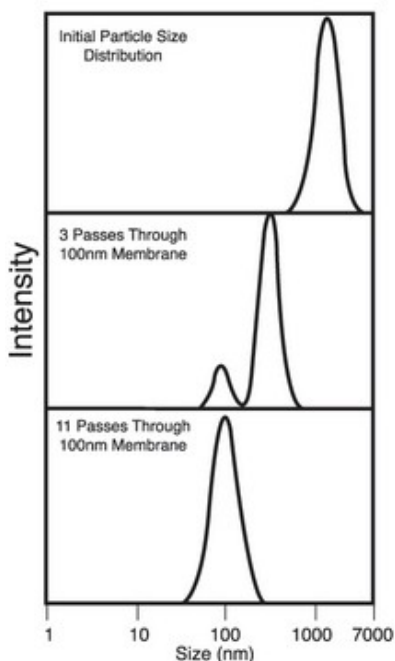 Initial Particle Size
Distribution
3 Passes Through
100nm Membrane
Intensity
11 Passes Through
100nm Membrane
1 10 100 1000 7000
Size (nm)